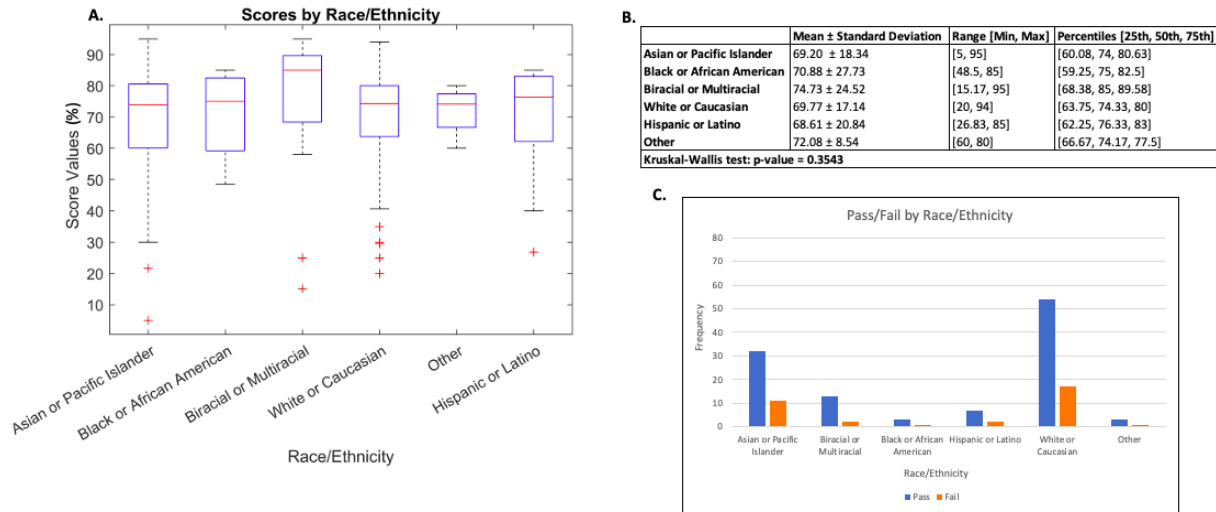 A.
Scores by Race/Ethnicity
Score Values (%)
90
80
70
60
50
40
30
20
10
Asian or Pacific Islander
Black or African American
Biracial or Multiracial
White or Caucasian
Other
Hispanic or Latino
Race/Ethnicity
B.
Mean ± Standard Deviation Range [Min, Max] Percentiles [25th, 50th, 75th]
Asian or Pacific Islander 69.20 ± 18.34 [5, 95] [60.08, 74, 80.63]
Black or African American 70.88 ± 27.73 [48.5, 85] [59.25, 75, 82.5]
Biracial or Multiracial 74.73 ± 24.52 [15.17, 95] [68.38, 85, 89.58]
White or Caucasian 69.77 ± 17.14 [20, 94] [63.75, 74.33, 80]
Hispanic or Latino 68.61 ± 20.84 [26.83, 85] [62.25, 76.33, 83]
Other 72.08 ± 8.54 [60, 80] [66.67, 74.17, 77.5]
Kruskal-Wallis test: p-value = 0.3543
C.
Pass/Fail by Race/Ethnicity
Frequency
80
70
60
50
40
30
20
10
0
Asian or Pacific
Islander
Biracial or
Multiracial
Black or African
American
Hispanic or Latino
White or
Caucasian
Other
Race/Ethnicity
Pass Fail